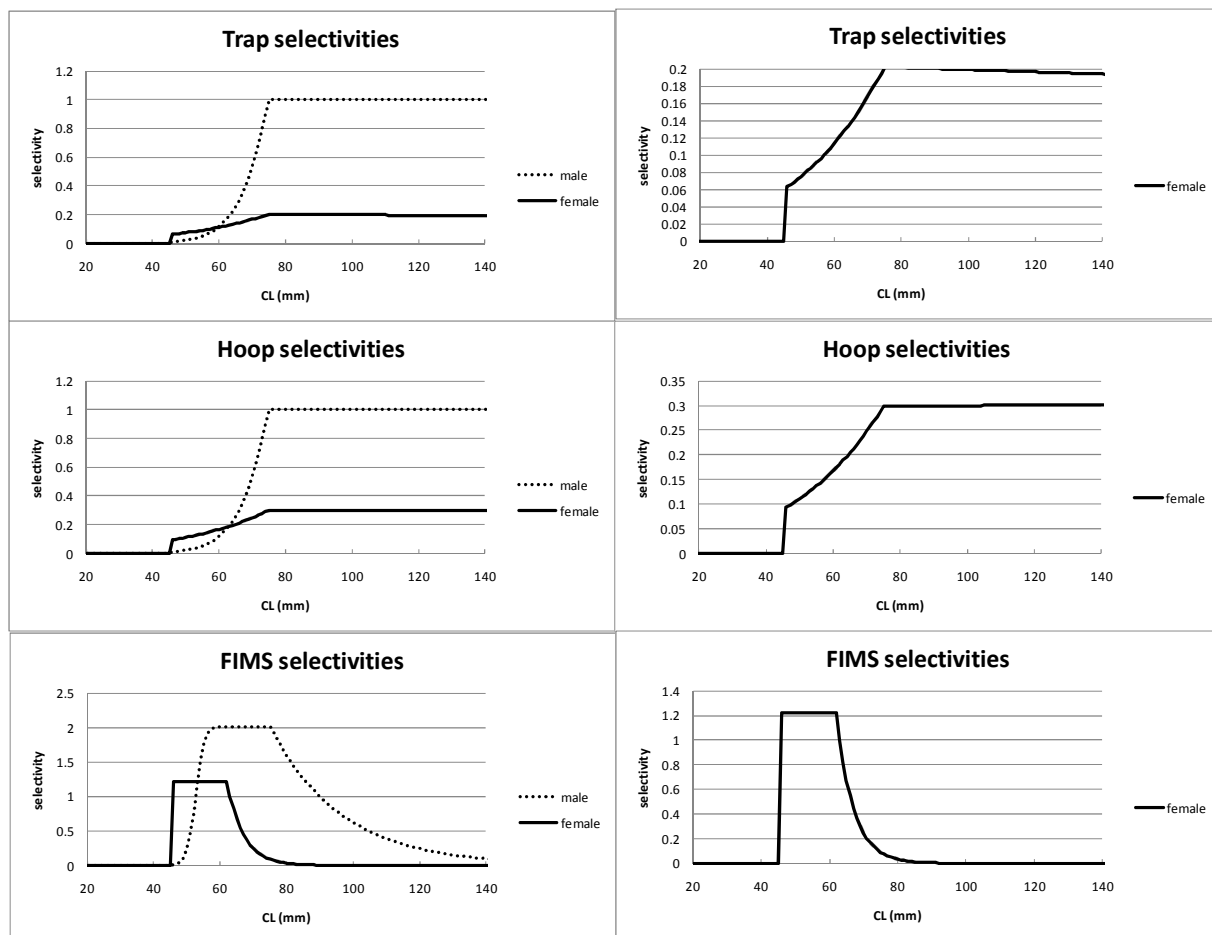 Trap selectivities
1.2
1
0.8
0.6
0.4
0.2
0
selectivity
20 40 60 80 100 120 140
CL (mm)
male
female
Trap selectivities
0.2
0.18
0.16
0.14
0.12
0.1
0.08
0.06
0.04
0.02
0
selectivity
20 40 60 80 100 120 140
CL (mm)
female
Hoop selectivities
1.2
1
0.8
0.6
0.4
0.2
0
selectivity
20 40 60 80 100 120 140
CL (mm)
male
female
Hoop selectivities
0.35
0.3
0.25
0.2
0.15
0.1
0.05
0
selectivity
20 40 60 80 100 120 140
CL (mm)
female
FIMS selectivities
2.5
2
1.5
1
0.5
0
selectivity
20 40 60 80 100 120 140
CL (mm)
male
female
FIMS selectivities
1.4
1.2
1
0.8
0.6
0.4
0.2
0
selectivity
20 40 60 80 100 120 140
CL (mm)
female